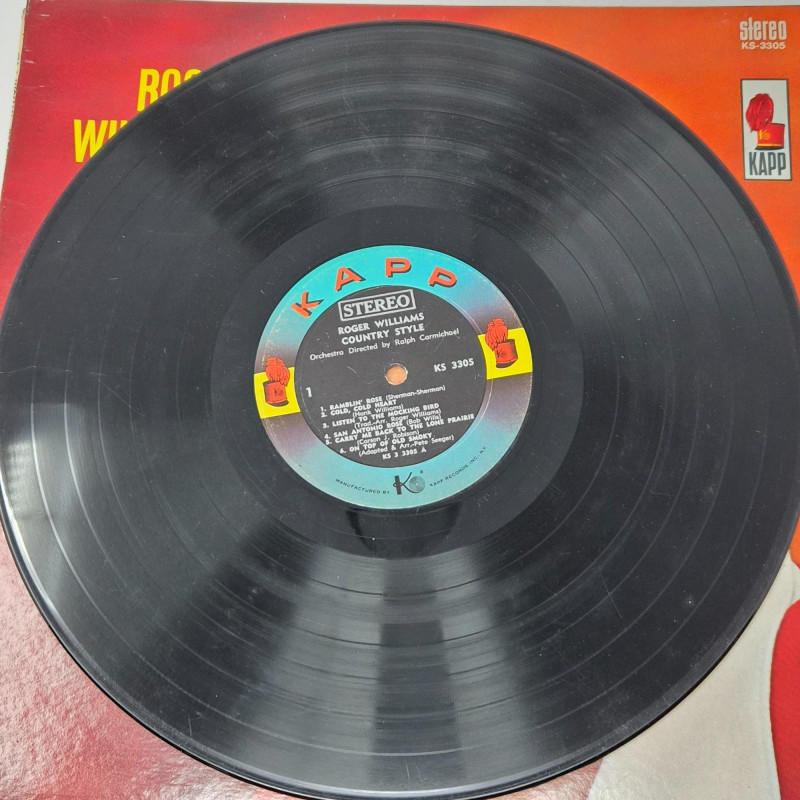 stereo
KS-3305
KAPP
RO
WI
KAPP
STEREO
ROGER WILLIAMS
COUNTRY STYLE
Orchestra Directed by Ralph Carmichael
KS 3305
1
1. RAMBLIN' ROSE (Sherman-Sherman)
2. COLD, COLD HEART
(Hank Williams)
3. LISTEN TO THE MOCKING BIRD
(Trad.-Arr. Roger Williams)
4. SAN ANTONIO ROSE (Bob Wills)
5. CARRY ME BACK TO THE LONE PRAIRIE
(Carson J. Robison)
6. ON TOP OF OLD SMOKY
(Adapted & Arr.-Pete Seeger)
KS 3 3305 A
MANUFACTURED BY K ® KAPP RECORDS, INC., N.Y.